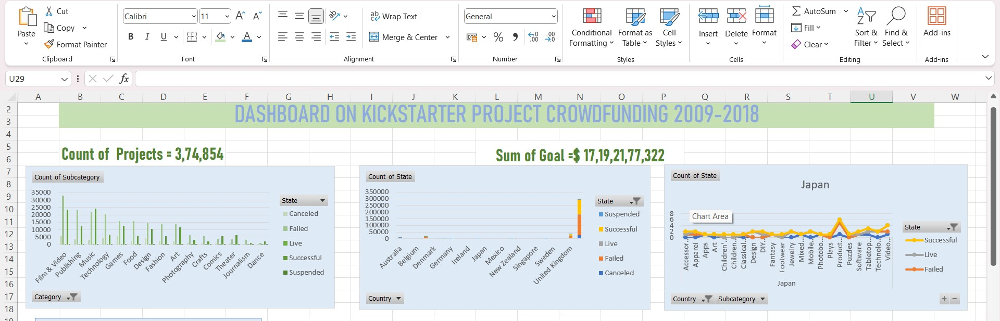 Cut
Copy
Format Painter
Paste
Clipboard
Calibri 11
B I U
Font
Wrap Text
Merge & Center
Alignment
General
Number
Conditional Formatting
Format as Table
Cell Styles
Styles
Insert Delete Format
Cells
AutoSum
Fill
Clear
Sort & Filter
Find & Select
Editing
Add-ins
Add-ins
U29
fx
A B C D E F G H I J K L M N O P Q R S T U V W
2
3
4
5
6
7
8
9
10
11
12
13
14
15
16
17
18
DASHBOARD ON KICKSTARTER PROJECT CROWDFUNDING 2009-2018
Count of Projects = 3,74,854
Sum of Goal =$ 17,19,21,77,322
Count of Subcategory
35000
30000
25000
20000
15000
10000
5000
0
Film & Video
Publishing
Music
Technology
Games
Food
Design
Fashion
Art
Photography
Crafts
Comics
Theater
Journalism
Dance
State
Canceled
Failed
Live
Successful
Suspended
Category
Count of State
350000
300000
250000
200000
150000
100000
50000
0
Australia
Belgium
Denmark
Germany
Ireland
Japan
Mexico
New Zealand
Singapore
Sweden
United Kingdom
State
Suspended
Successful
Live
Failed
Canceled
Country
Count of State
Japan
Chart Area
8
6
4
2
0
Accessor…
Apparel
Apps
Art
Children…
Children…
Classical…
Design
DIY…
Fantasy
Footwear
Jewelry
Mixed…
Mobile…
Photobo…
Plays
Product…
Puzzles
Software
Tabletop…
Technolo…
Video…
Japan
State
Successful
Live
Failed
Country
Subcategory